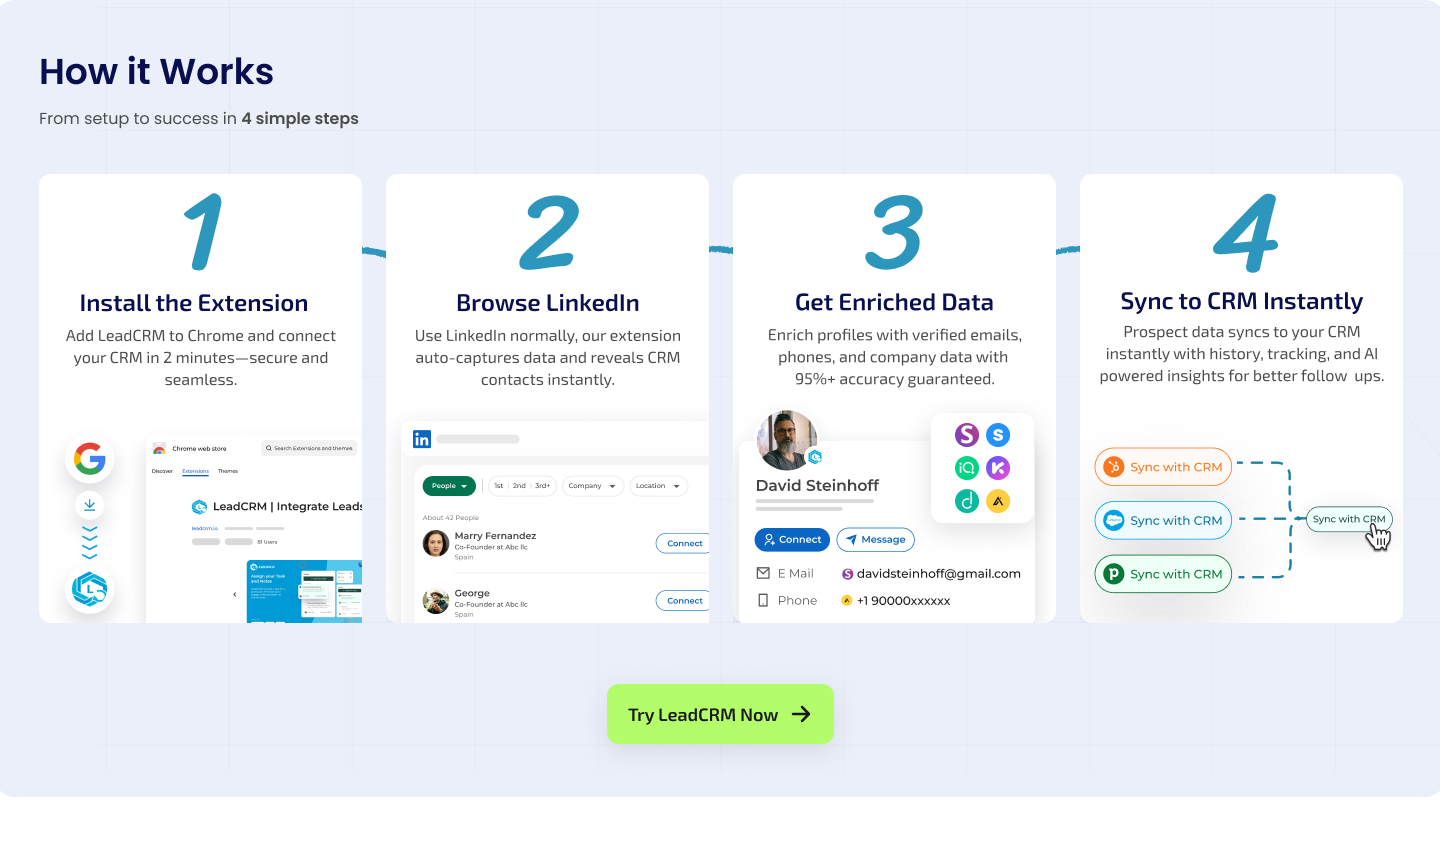 How it Works
From setup to success in 4 simple steps
1
Install the Extension
Add LeadCRM to Chrome and connect
your CRM in 2 minutes—secure and
seamless.
Chrome web store
Search Extensions and themes
Discover Extensions Themes
LeadCRM | Integrate Leads
leadcrm.io
81 Users
Assign your Task
and Notes
2
Browse LinkedIn
Use LinkedIn normally, our extension
auto-captures data and reveals CRM
contacts instantly.
in
People 1st 2nd 3rd+ Company Location
About 42 People
Marry Fernandez
Co-Founder at Abc llc
Spain
Connect
George
Co-Founder at Abc llc
Spain
Connect
3
Get Enriched Data
Enrich profiles with verified emails,
phones, and company data with
95%+ accuracy guaranteed.
David Steinhoff
Connect Message
E Mail davidsteinhoff@gmail.com
Phone +1 90000xxxxxx
4
Sync to CRM Instantly
Prospect data syncs to your CRM
instantly with history, tracking, and AI
powered insights for better follow  ups.
Sync with CRM
Sync with CRM
Sync with CRM
Sync with CRM
Try LeadCRM Now